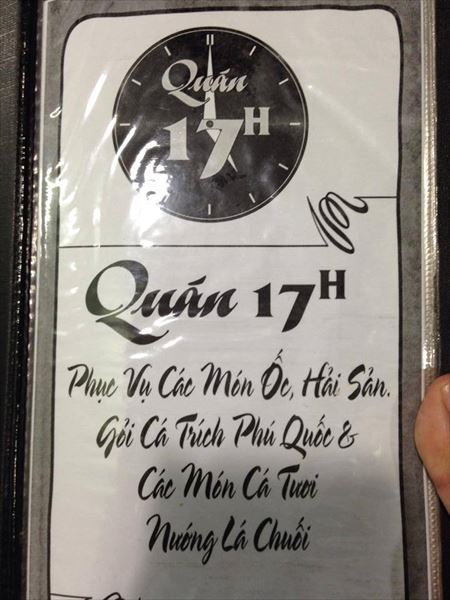 Quán
17H
Quán 17H
Phục Vụ Các Món Ốc, Hải Sản.
Gỏi Cá Trích Phú Quốc &
Các Món Cá Tươi
Nướng Lá Chuối